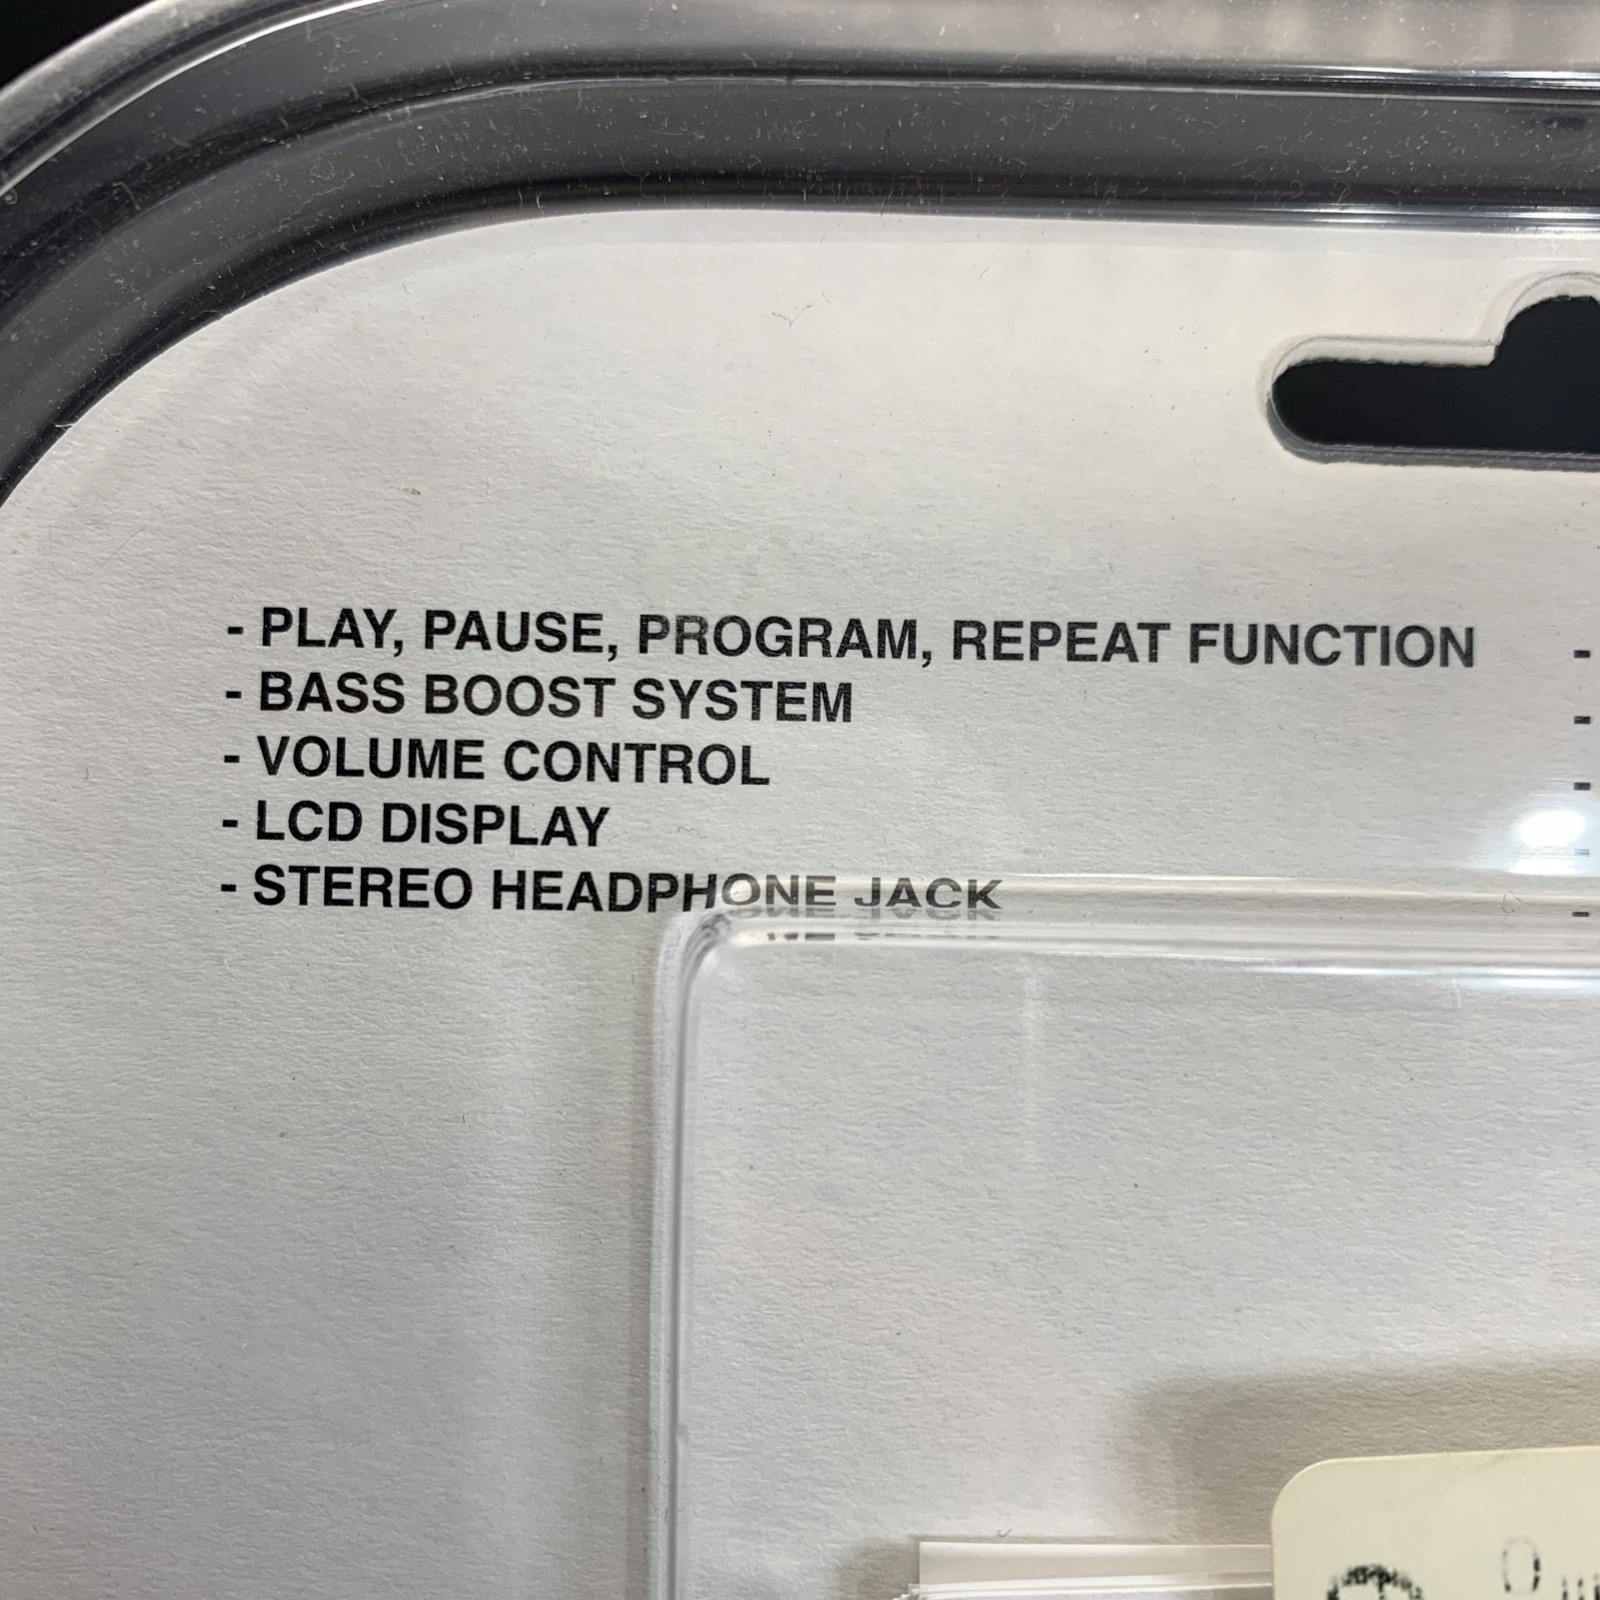 - PLAY, PAUSE, PROGRAM, REPEAT FUNCTION
- BASS BOOST SYSTEM
- VOLUME CONTROL
- LCD DISPLAY
- STEREO HEADPHONE JACK